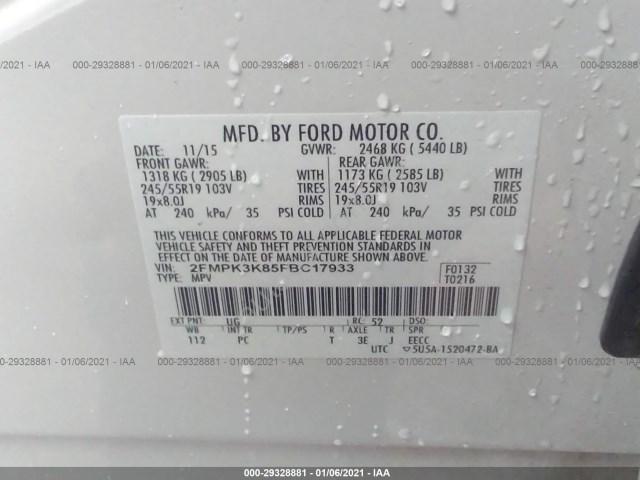 000-29328881 - 01/06/2021 - IAA
MFD. BY FORD MOTOR CO.
DATE: 11/15 GVWR: 2468 KG ( 5440 LB)
FRONT GAWR: REAR GAWR:
1318 KG ( 2905 LB) WITH 1173 KG ( 2585 LB) WITH
245/55R19 103V TIRES 245/55R19 103V TIRES
19x8.0J RIMS 19x8.0J RIMS
AT 240 kPa/ 35 PSI COLD AT 240 kPa/ 35 PSI COLD
THIS VEHICLE CONFORMS TO ALL APPLICABLE FEDERAL MOTOR
VEHICLE SAFETY AND THEFT PREVENTION STANDARDS IN
EFFECT ON THE DATE OF MANUFACTURE SHOWN ABOVE.
VIN: 2FMPK3K85FBC17933 F0132
TYPE: MPV T0216
EXT PNT: UG RC: 52 DSO:
WB INT TR TP/PS R AXLE TR SPR
112 PC T 3E J EECC
UTC 5U5A-1520472-BA
000-29328881 - 01/06/2021 - IAA